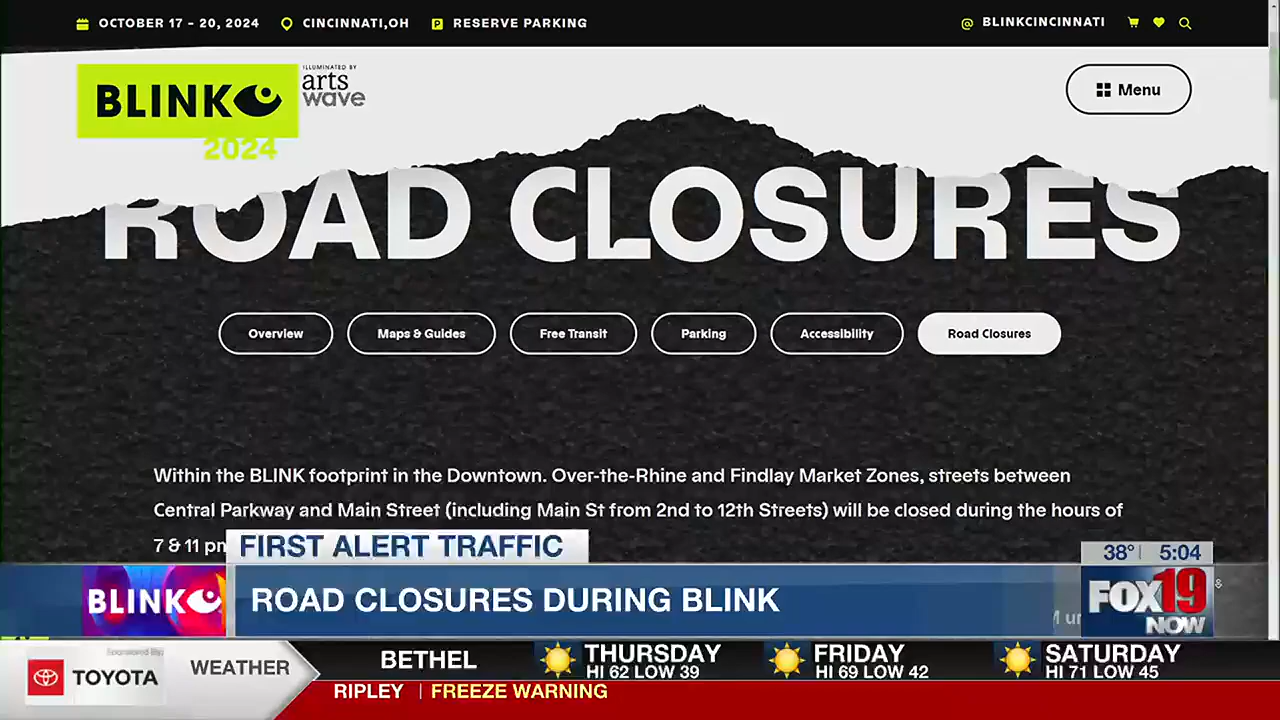 OCTOBER 17 - 20, 2024
CINCINNATI,OH
P RESERVE PARKING
@ BLINKCINCINNATI
BLINK
2024
ILLUMINATED BY
arts
wave
Menu
ROAD CLOSURES
Overview
Maps & Guides
Free Transit
Parking
Accessibility
Road Closures
Within the BLINK footprint in the Downtown. Over-the-Rhine and Findlay Market Zones, streets between
Central Parkway and Main Street (including Main St from 2nd to 12th Streets) will be closed during the hours of
7 & 11 pm
FIRST ALERT TRAFFIC
BLINK
ROAD CLOSURES DURING BLINK
38° 5:04
FOX19
NOW
Sponsored By:
TOYOTA
WEATHER
BETHEL
THURSDAY
HI 62 LOW 39
FRIDAY
HI 69 LOW 42
SATURDAY
HI 71 LOW 45
RIPLEY | FREEZE WARNING